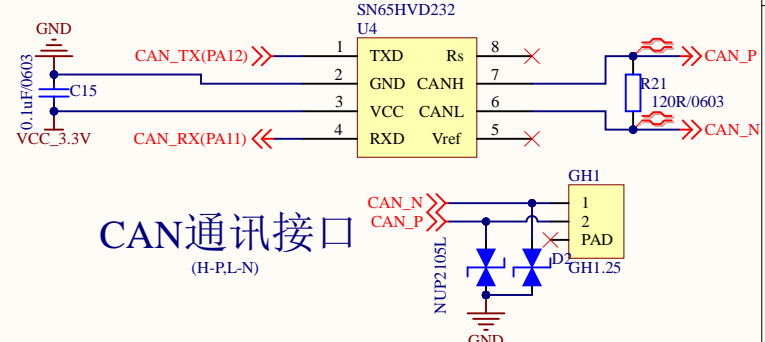 SN65HVD232
U4
GND
CAN_TX(PA12)
1 TXD Rs 8
CAN_P
0.1uF/0603
C15
2 GND CANH 7
R21
120R/0603
3 VCC CANL 6
VCC_3.3V
CAN_RX(PA11)
4 RXD Vref 5
CAN_N
GH1
CAN_N
1
CAN_P
2
PAD
CAN通讯接口
(H-P,L-N)
NUP2105L
D2
GH1.25
GND